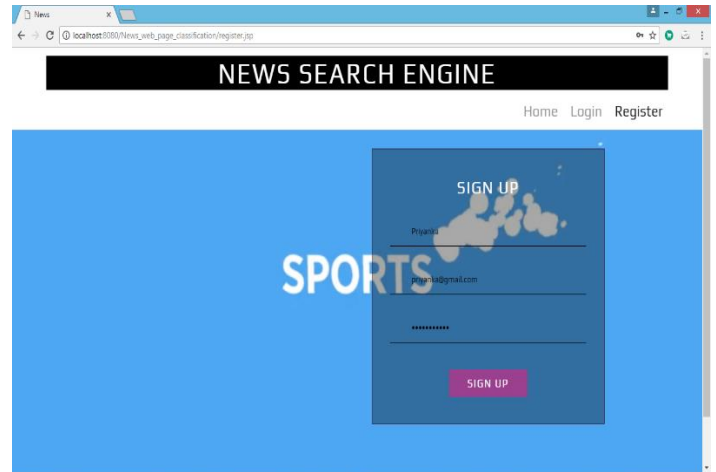 News
localhost:8080/News_web_page_classification/register.jsp
NEWS SEARCH ENGINE
Home Login Register
SIGN UP
Priyanka
SPORTS
priyanka@gmail.com
•••••••••••
SIGN UP